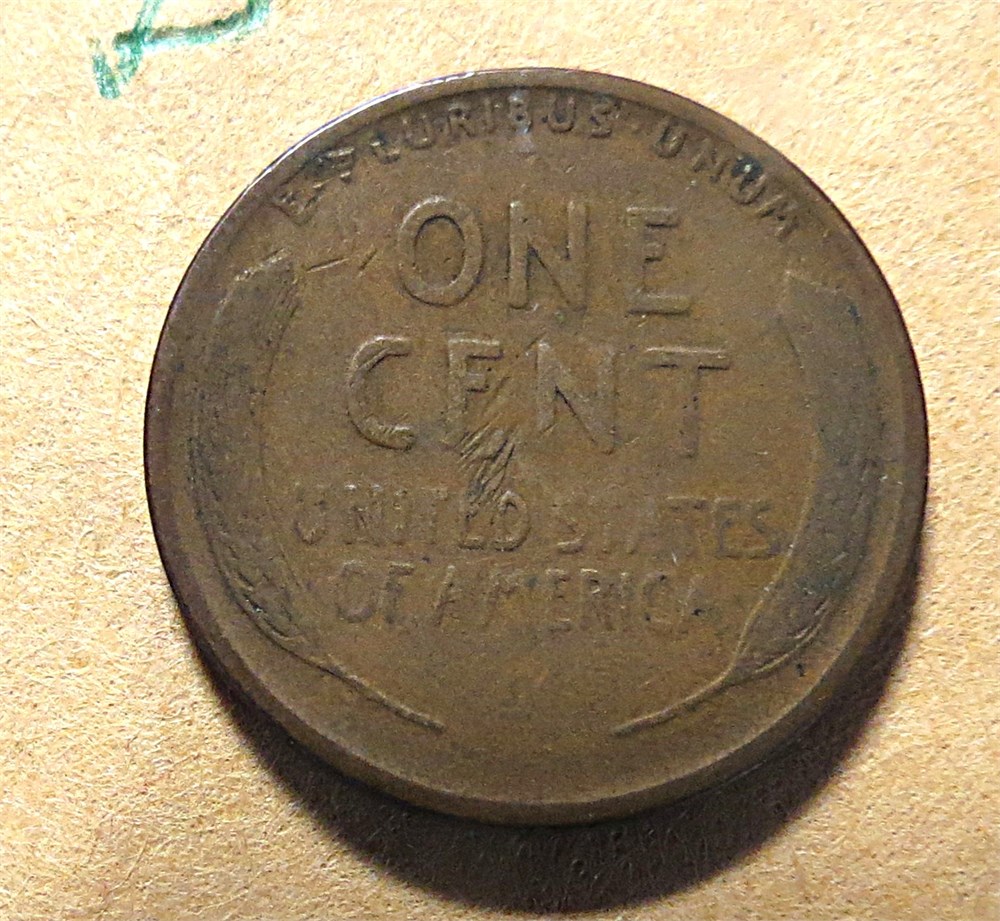 E PLURIBUS · UNUM
ONE
CENT
UNITED STATES
OF AMERICA